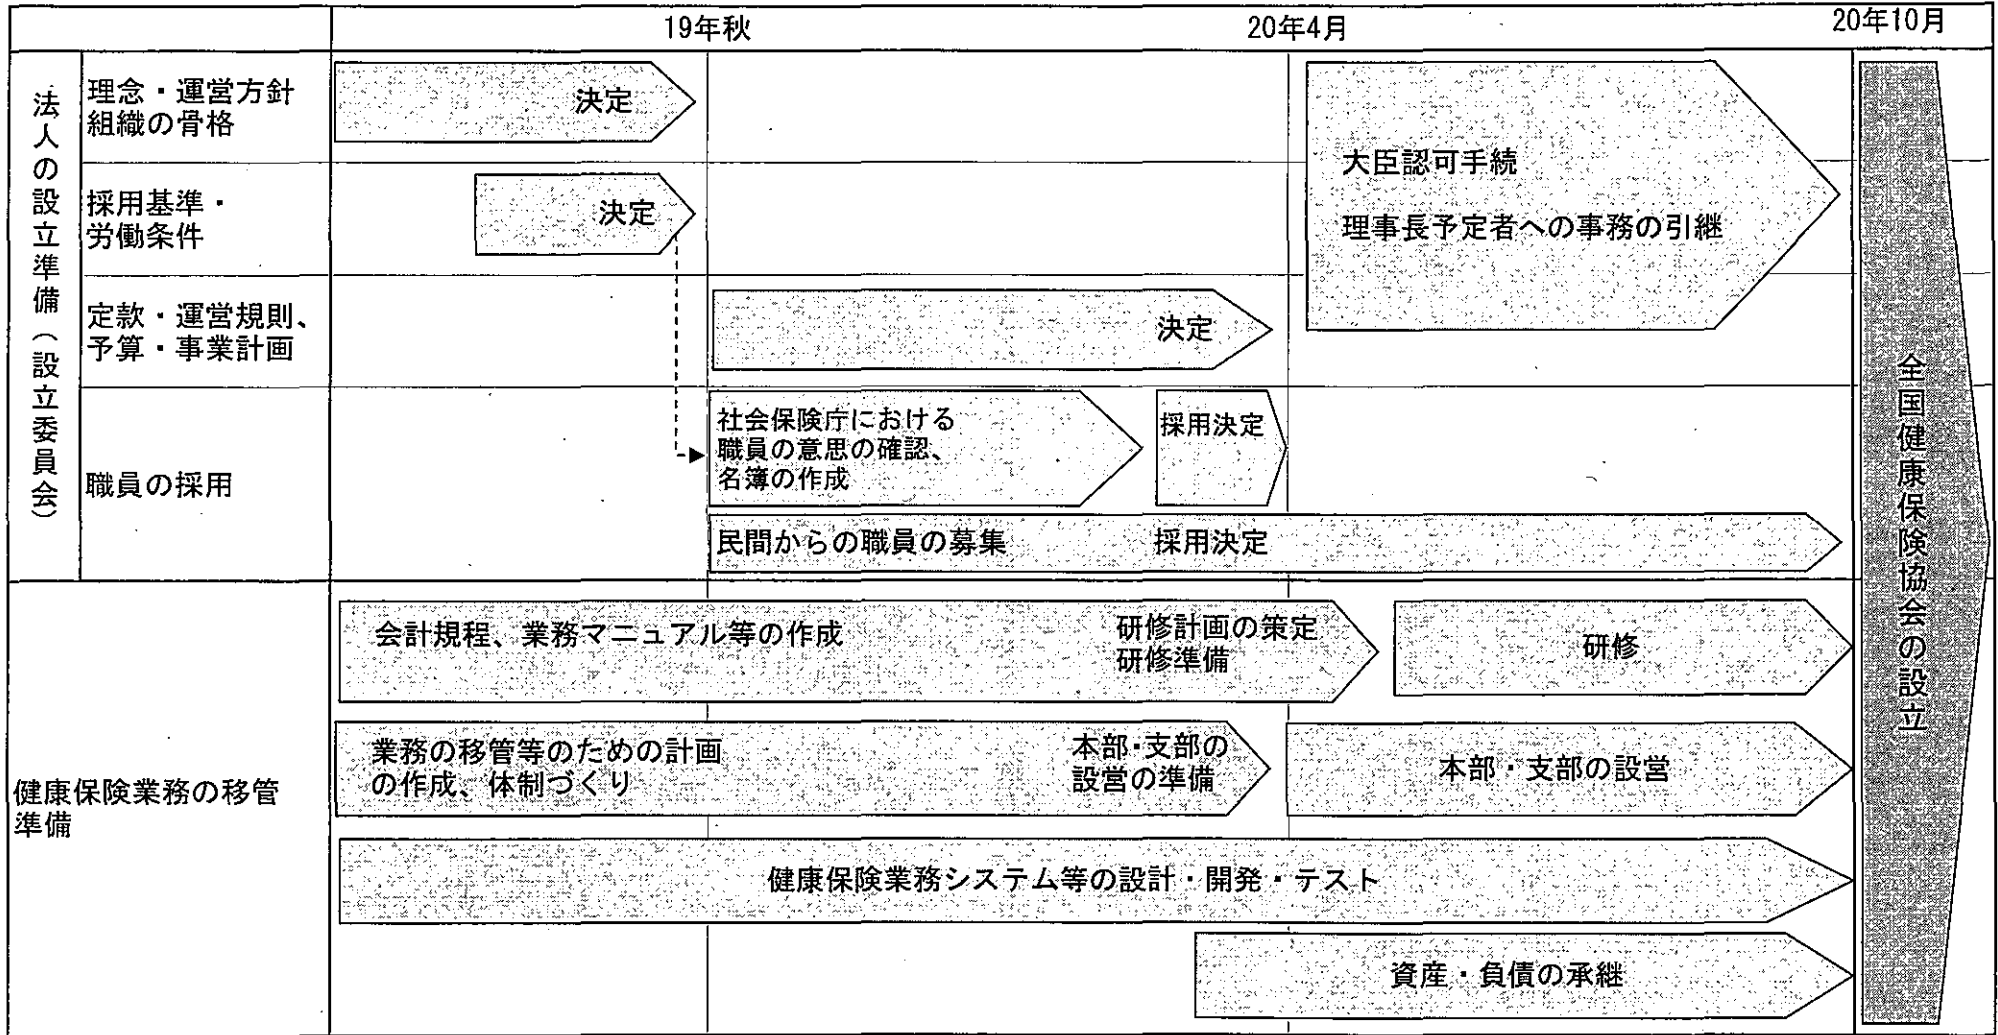 19年秋
20年4月
20年10月
法人の設立準備（設立委員会）
理念・運営方針
組織の骨格
決定
採用基準・
労働条件
決定
定款・運営規則、
予算・事業計画
決定
大臣認可手続
理事長予定者への事務の引継
職員の採用
社会保険庁における
職員の意思の確認、
名簿の作成
採用決定
民間からの職員の募集
採用決定
健康保険業務の移管
準備
会計規程、業務マニュアル等の作成
研修計画の策定
研修準備
研修
業務の移管等のための計画
の作成、体制づくり
本部・支部の
設営の準備
本部・支部の設営
健康保険業務システム等の設計・開発・テスト
資産・負債の承継
全国健康保険協会の設立